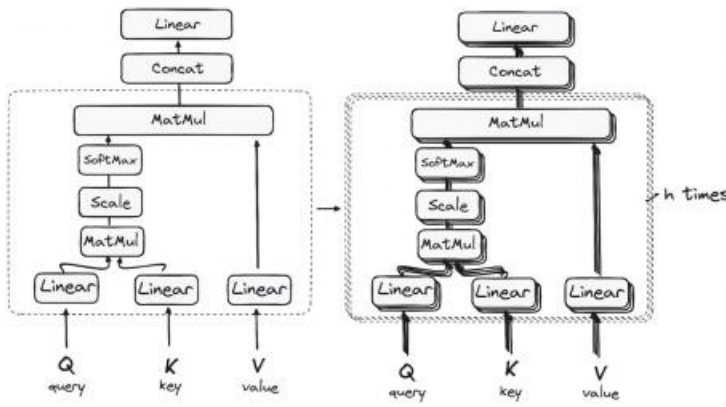 Linear
Concat
MatMul
SoftMax
Scale
MatMul
Linear Linear Linear
Q K V
query key value
Linear
Concat
MatMul
SoftMax
Scale
MatMul
Linear Linear Linear
Q K V
query key value
h times